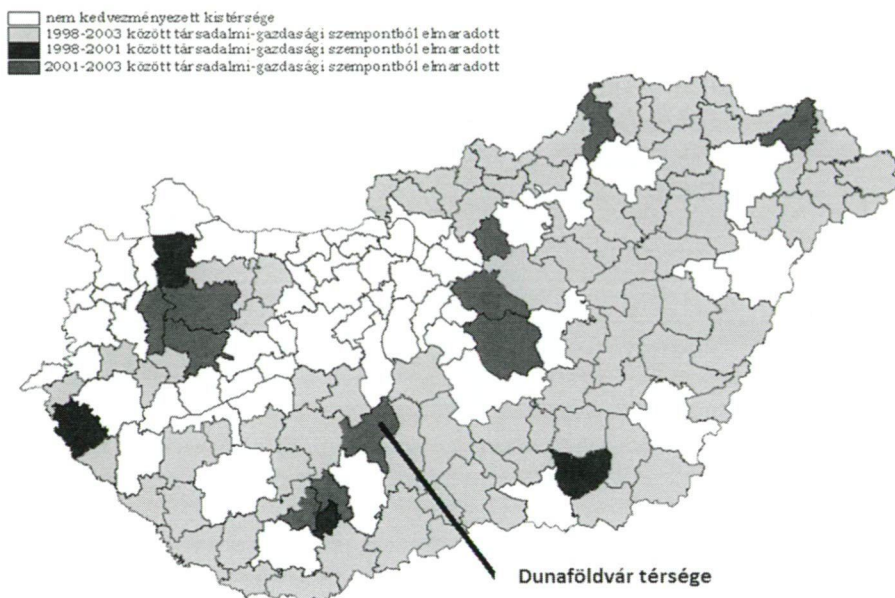 nem kedvezményezett kistérsége
1998-2003 között társadalmi-gazdasági szempontból elmaradott
1998-2001 között társadalmi-gazdasági szempontból elmaradott
2001-2003 között társadalmi-gazdasági szempontból elmaradott
Dunaföldvár térsége